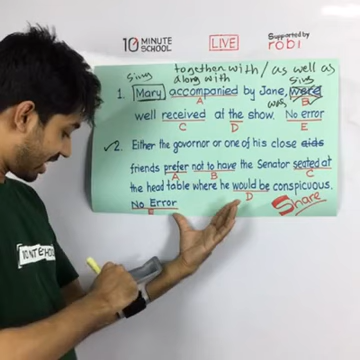 10 MINUTE SCHOOL
LIVE
Supported by
robi
Sing
together with / as well as
along with
Sing
1. Mary accompanied by Jane, were
A B
was
well received at the show. No error
C D E
2. Either the governor or one of his close aids
friends prefer not to have the Senator seated at
A B C
the head table where he would be conspicuous.
D
No Error
E
Share